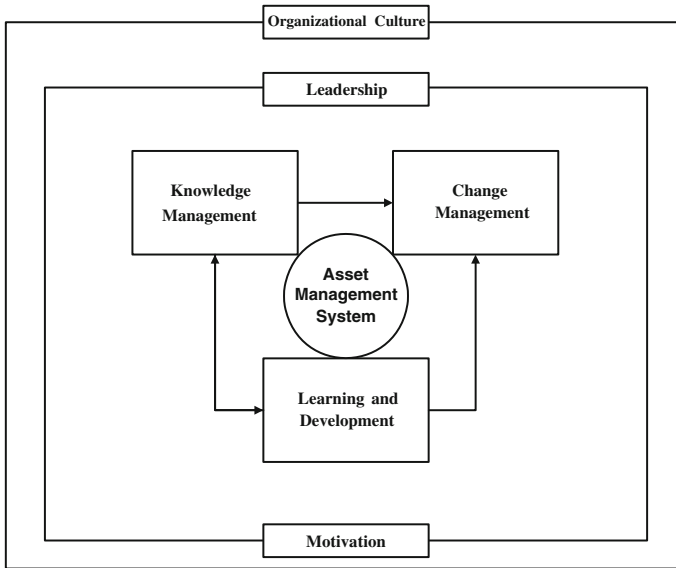 Organizational Culture
Leadership
Knowledge
Management
Change
Management
Asset
Management
System
Learning and
Development
Motivation